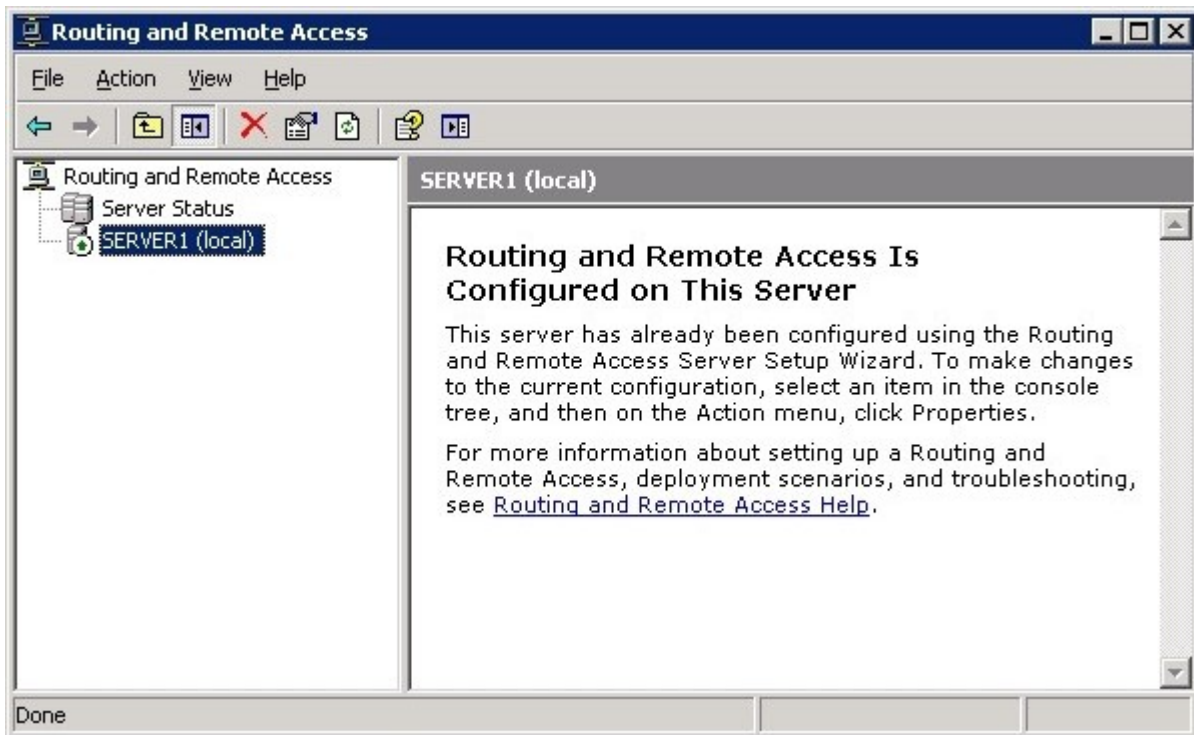 Routing and Remote Access
File Action View Help
Routing and Remote Access
Server Status
SERVER1 (local)
SERVER1 (local)
Routing and Remote Access Is
Configured on This Server
This server has already been configured using the Routing
and Remote Access Server Setup Wizard. To make changes
to the current configuration, select an item in the console
tree, and then on the Action menu, click Properties.
For more information about setting up a Routing and
Remote Access, deployment scenarios, and troubleshooting,
see Routing and Remote Access Help.
Done